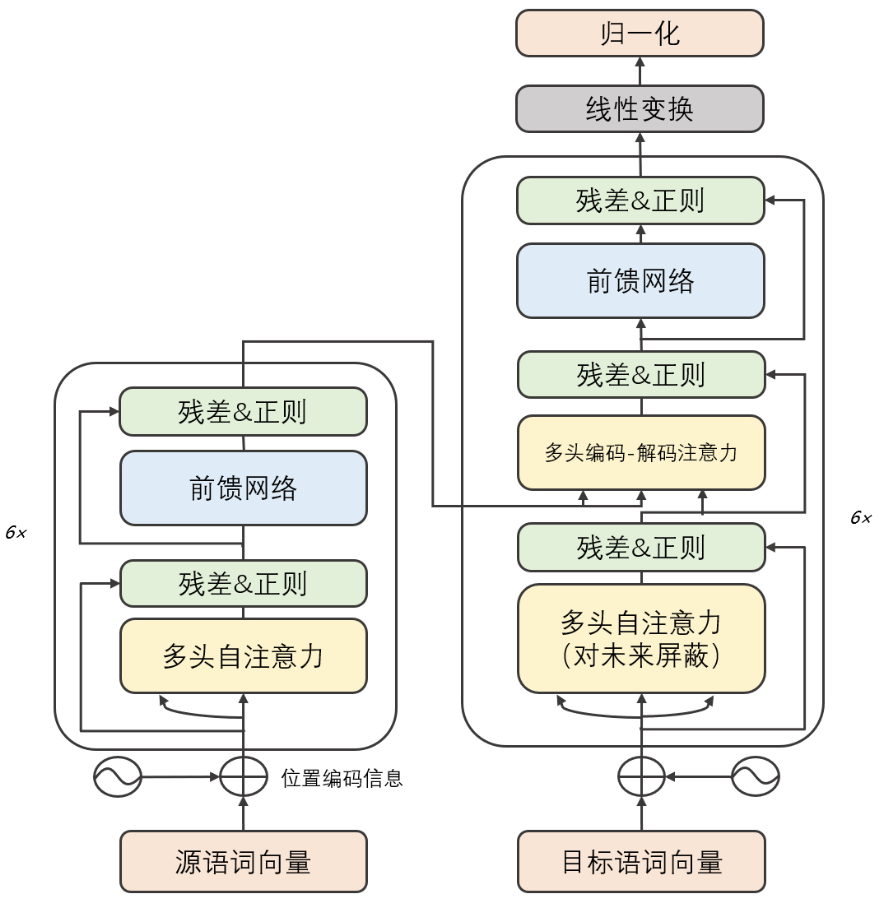 归一化
线性变换
残差&正则
前馈网络
残差&正则
多头编码-解码注意力
残差&正则
多头自注意力
（对未来屏蔽）
6×
目标语词向量
残差&正则
前馈网络
残差&正则
多头自注意力
6×
位置编码信息
源语词向量